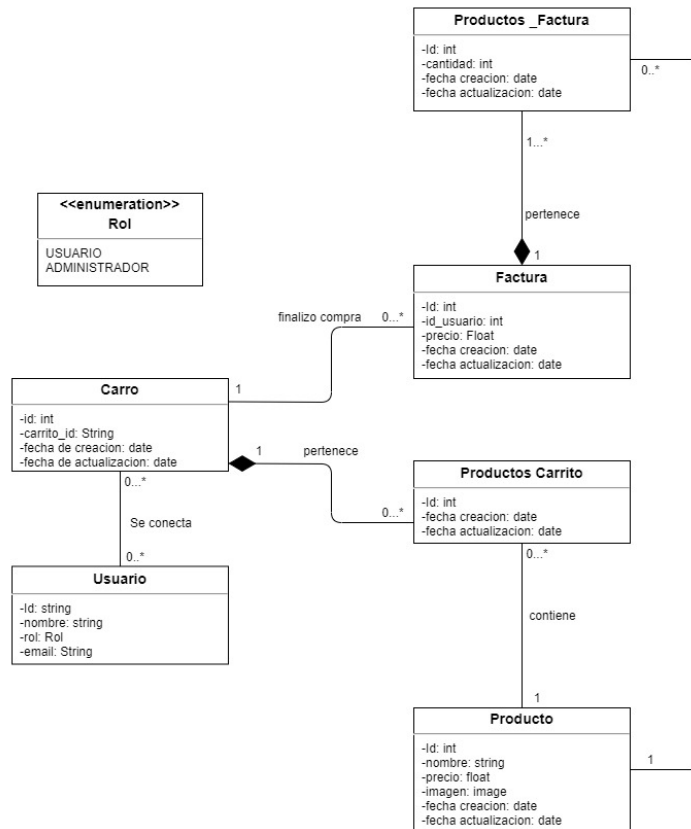 Productos _Factura
-Id: int
-cantidad: int
-fecha creacion: date
-fecha actualizacion: date
0..*
1...*
pertenece
1
<<enumeration>>
Rol
USUARIO
ADMINISTRADOR
Factura
-Id: int
-id_usuario: int
-precio: Float
-fecha creacion: date
-fecha actualizacion: date
finalizo compra
0...*
1
Carro
-id: int
-carrito_id: String
-fecha de creacion: date
-fecha de actualizacion: date
1
pertenece
0...*
Productos Carrito
-Id: int
-fecha creacion: date
-fecha actualizacion: date
0...*
Se conecta
0..*
Usuario
-Id: string
-nombre: string
-rol: Rol
-email: String
0...*
contiene
1
Producto
-Id: int
-nombre: string
-precio: float
-imagen: image
-fecha creacion: date
-fecha actualizacion: date
1